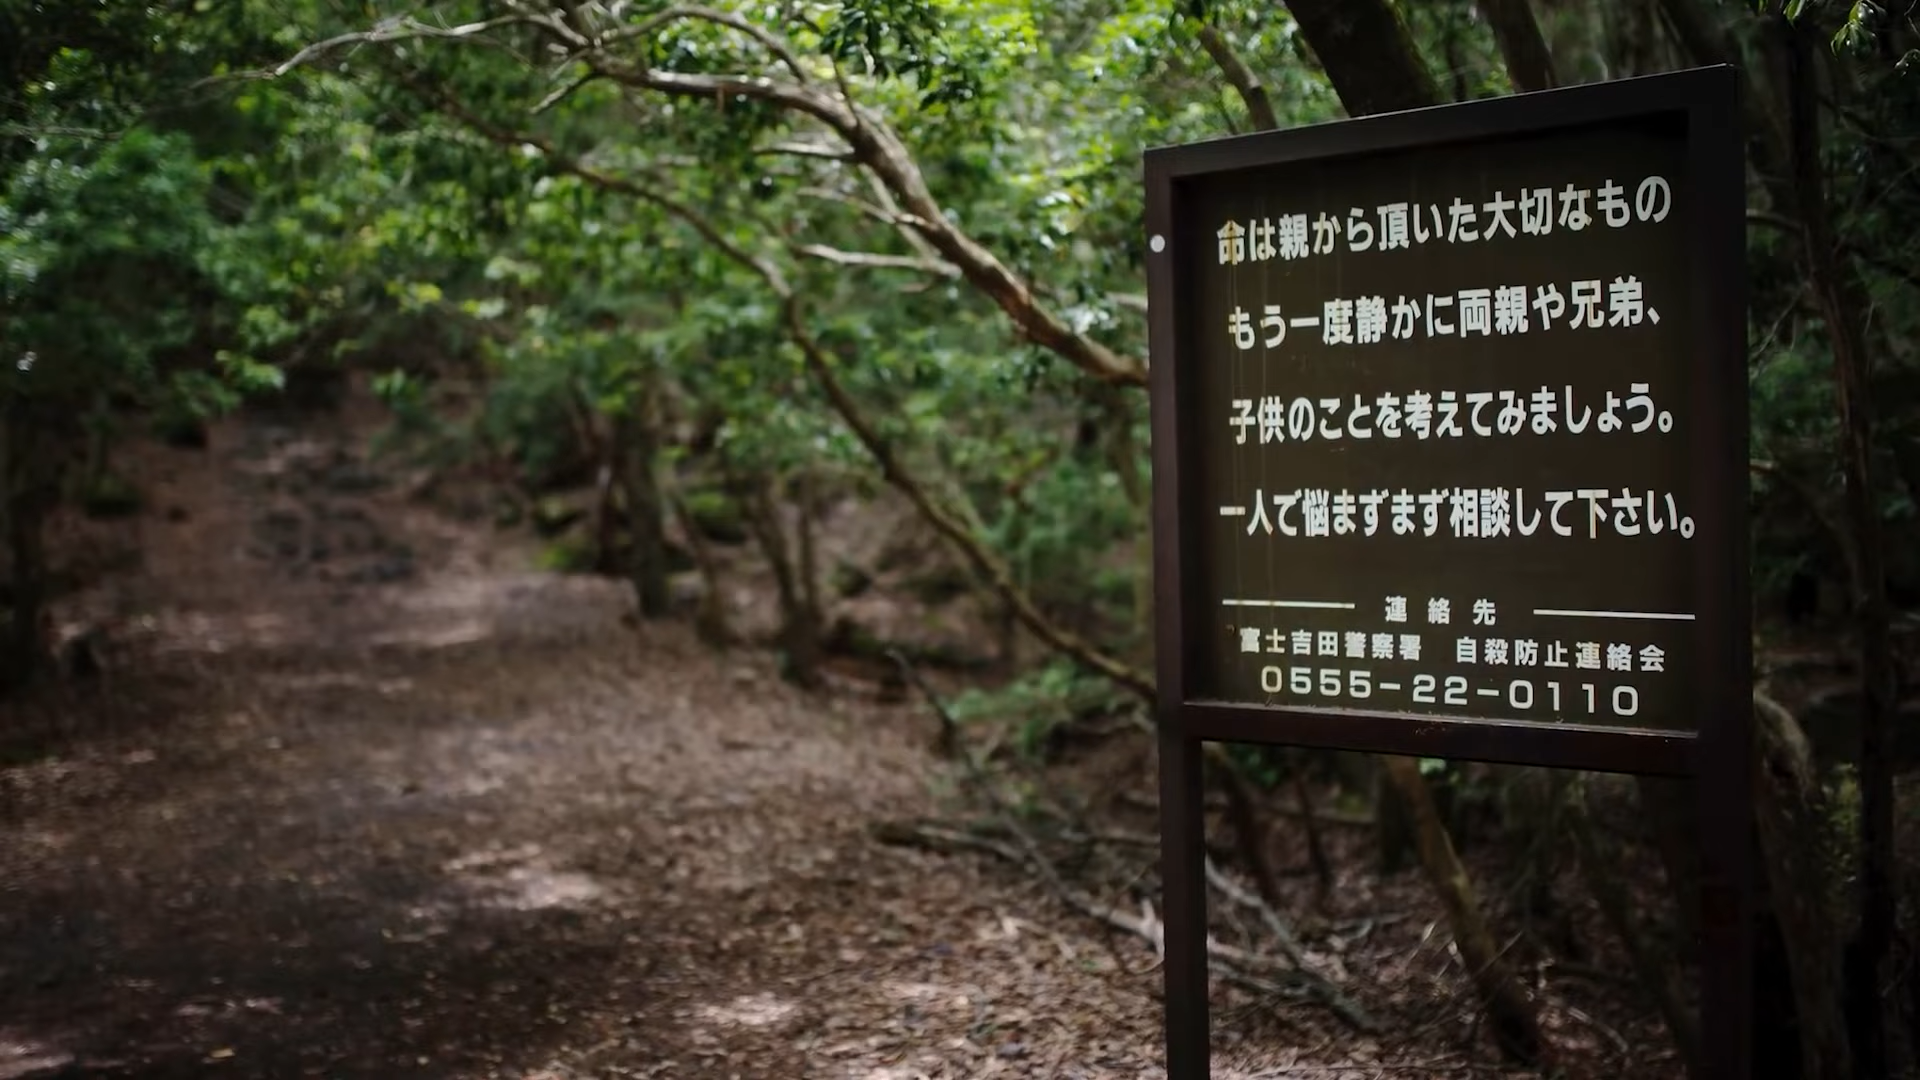 命は親から頂いた大切なもの
もう一度静かに両親や兄弟、
子供のことを考えてみましょう。
一人で悩まずまず相談して下さい。
連絡先
富士吉田警察署　自殺防止連絡会
0555-22-0110